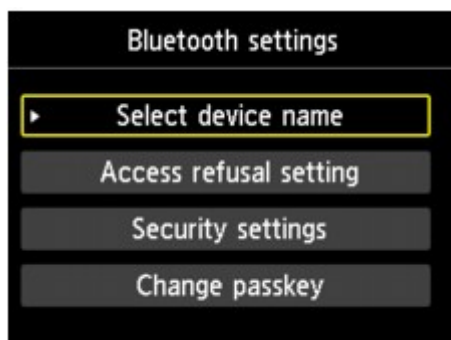 Bluetooth settings
Select device name
Access refusal setting
Security settings
Change passkey